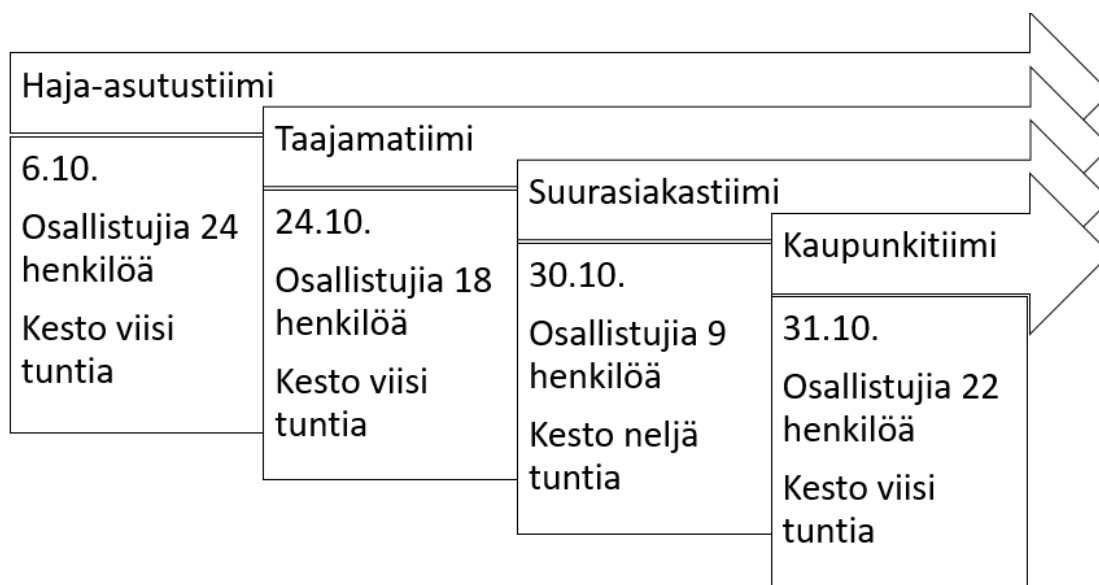 Haja-asutustiimi
6.10.
Osallistujia 24
henkilöä
Kesto viisi
tuntia
Taajamatiimi
24.10.
Osallistujia 18
henkilöä
Kesto viisi
tuntia
Suurasiakastiimi
30.10.
Osallistujia 9
henkilöä
Kesto neljä
tuntia
Kaupunkitiimi
31.10.
Osallistujia 22
henkilöä
Kesto viisi
tuntia